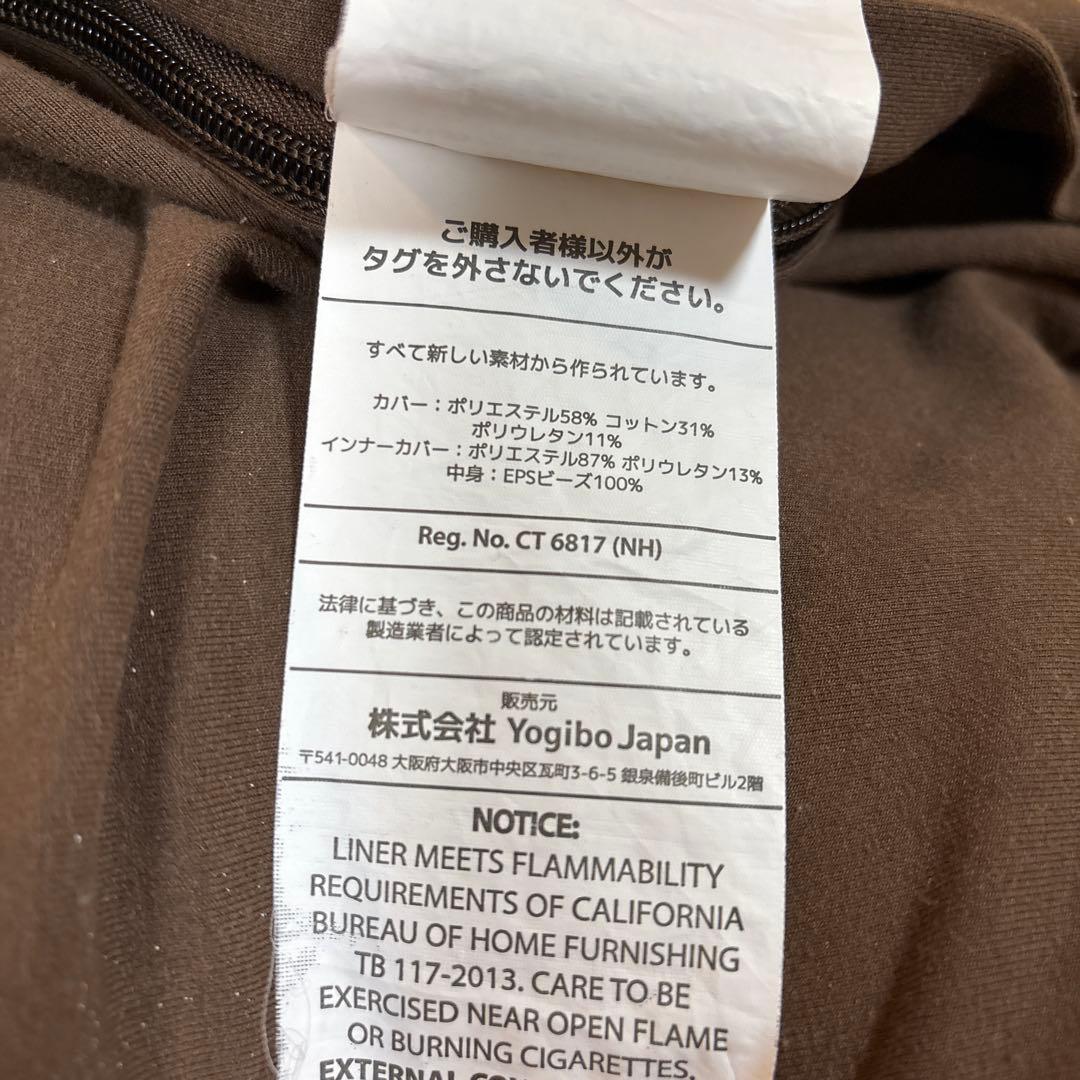 ご購入者様以外が
タグを外さないでください。
すべて新しい素材から作られています。
カバー：ポリエステル58% コットン31%
ポリウレタン11%
インナーカバー：ポリエステル87% ポリウレタン13%
中身：EPSビーズ100%
Reg. No. CT 6817 (NH)
法律に基づき、この商品の材料は記載されている
製造業者によって認定されています。
販売元
株式会社 Yogibo Japan
〒541-0048 大阪府大阪市中央区瓦町3-6-5 銀泉備後町ビル2階
NOTICE:
LINER MEETS FLAMMABILITY
REQUIREMENTS OF CALIFORNIA
BUREAU OF HOME FURNISHING
TB 117-2013. CARE TO BE
EXERCISED NEAR OPEN FLAME
OR BURNING CIGARETTES.
EXTERNAL